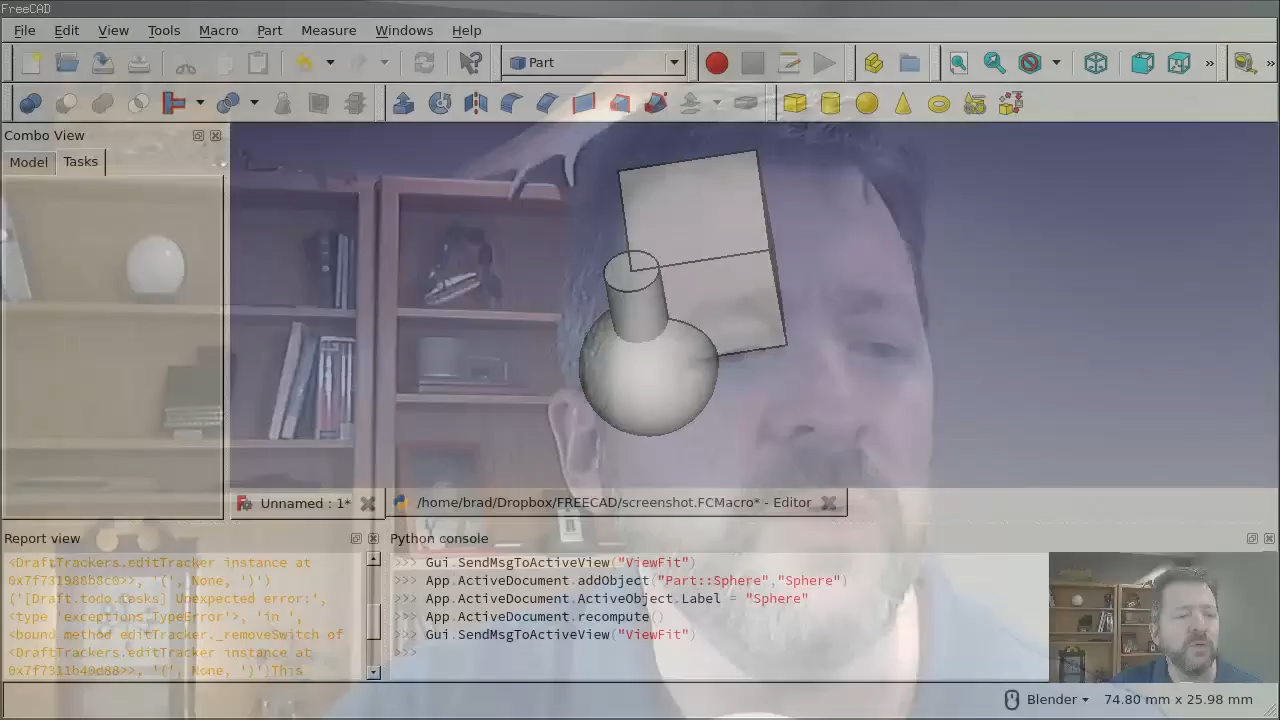 FreeCAD
File Edit View Tools Macro Part Measure Windows Help
Part
Combo View
Model Tasks
Unnamed : 1*
/home/brad/Dropbox/FREECAD/screenshot.FCMacro* - Editor
Report view
<DraftTrackers.editTracker instance at
0x7f731988b8c0>>, '(', None, ')')
('[Draft.todo.tasks] Unexpected error:',
<type 'exceptions.TypeError'>, 'in ',
<bound method editTracker._removeSwitch of
<DraftTrackers.editTracker instance at
0x7f7311b40d88>>, '(', None, ')')This
Python console
>>> Gui.SendMsgToActiveView("ViewFit")
>>> App.ActiveDocument.addObject("Part::Sphere","Sphere")
>>> App.ActiveDocument.ActiveObject.Label = "Sphere"
>>> App.ActiveDocument.recompute()
>>> Gui.SendMsgToActiveView("ViewFit")
>>>
Blender 74.80 mm x 25.98 mm